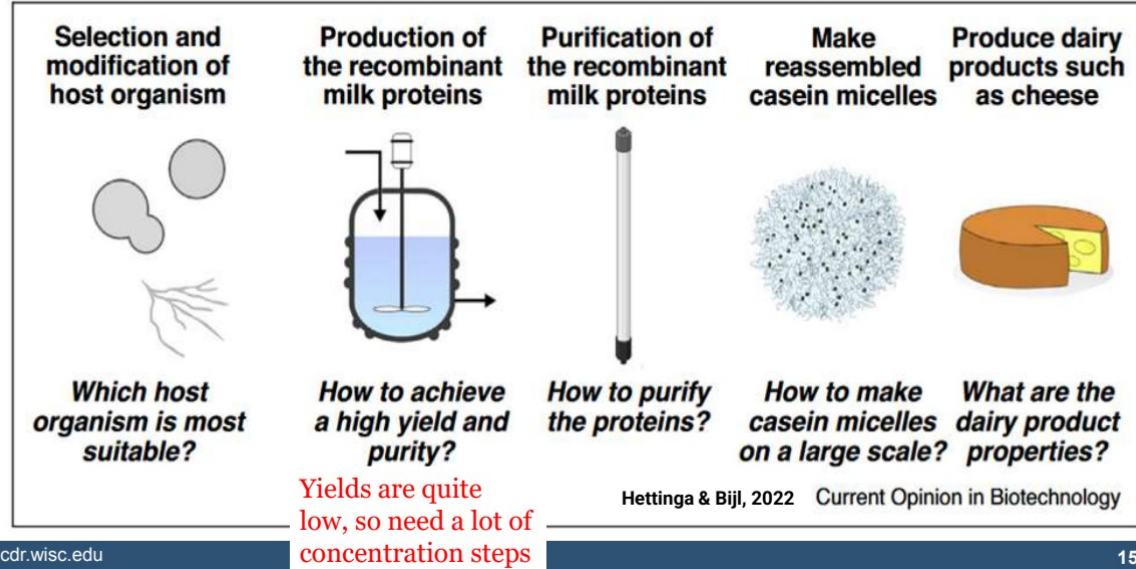 Selection and
modification of
host organism
Production of
the recombinant
milk proteins
Purification of
the recombinant
milk proteins
Make
reassembled
casein micelles
Produce dairy
products such
as cheese
Which host
organism is most
suitable?
How to achieve
a high yield and
purity?
How to purify
the proteins?
How to make
casein micelles
on a large scale?
What are the
dairy product
properties?
Yields are quite
low, so need a lot of
concentration steps
Hettinga & Bijl, 2022 Current Opinion in Biotechnology
cdr.wisc.edu
15